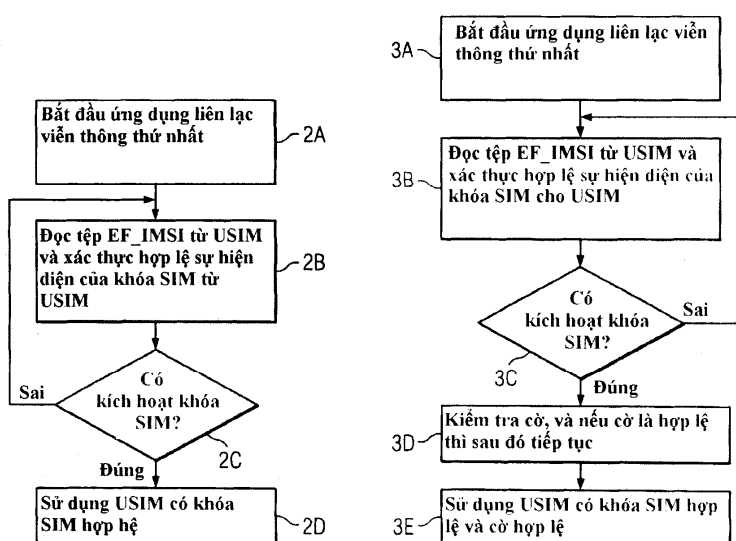 Bắt đầu ứng dụng liên lạc viễn
thông thứ nhất
3A
Bắt đầu ứng dụng liên lạc
viễn thông thứ nhất
2A
Đọc tệp EF_IMSI từ USIM và
xác thực hợp lệ sự hiện diện của
khóa SIM cho USIM
3B
Đọc tệp EF_IMSI từ USIM
và xác thực hợp lệ sự hiện
diện của khóa SIM từ
USIM
2B
Có
kích hoạt khóa
SIM?
Sai
3C
Đúng
Có
kích hoạt khóa
SIM?
Sai
2C
Đúng
Kiểm tra cờ, và nếu cờ là hợp lệ
thì sau đó tiếp tục
3D
Sử dụng USIM có khóa
SIM hợp hệ
2D
Sử dụng USIM có khóa SIM hợp
lệ và cờ hợp lệ
3E